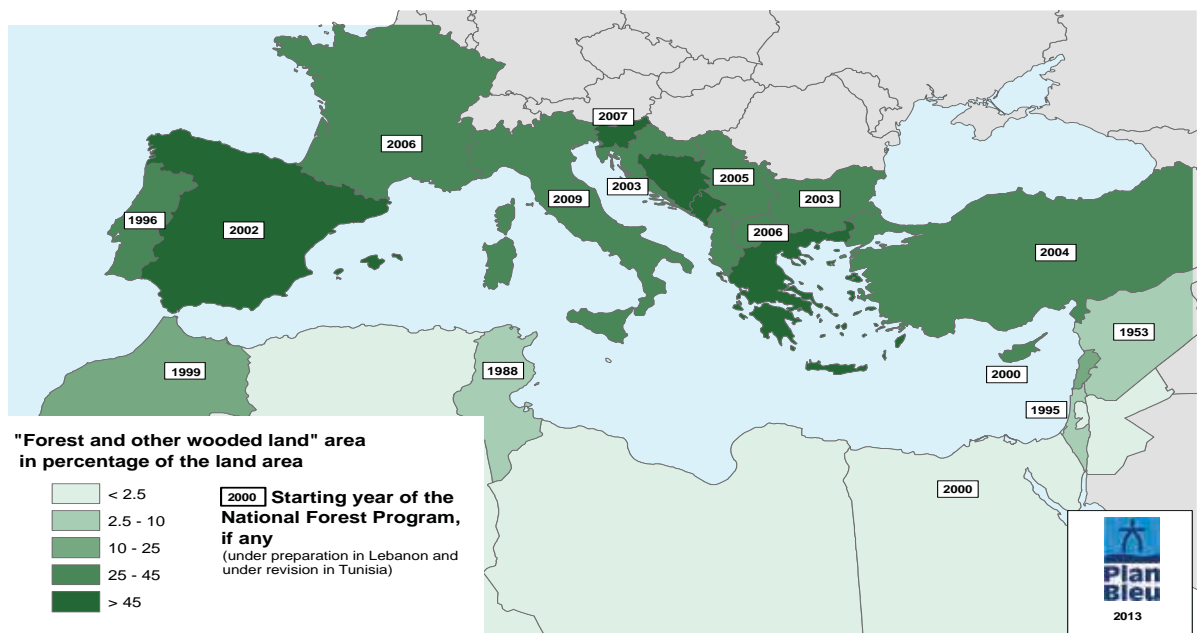 2007
2006
2005
2003
2003
1996
2009
2002
2006
2004
1953
1999
1988
2000
1995
2000
"Forest and other wooded land" area
in percentage of the land area
< 2.5
2.5 - 10
10 - 25
25 - 45
> 45
2000 Starting year of the
National Forest Program,
if any
(under preparation in Lebanon and
under revision in Tunisia)
Plan
Bleu
2013